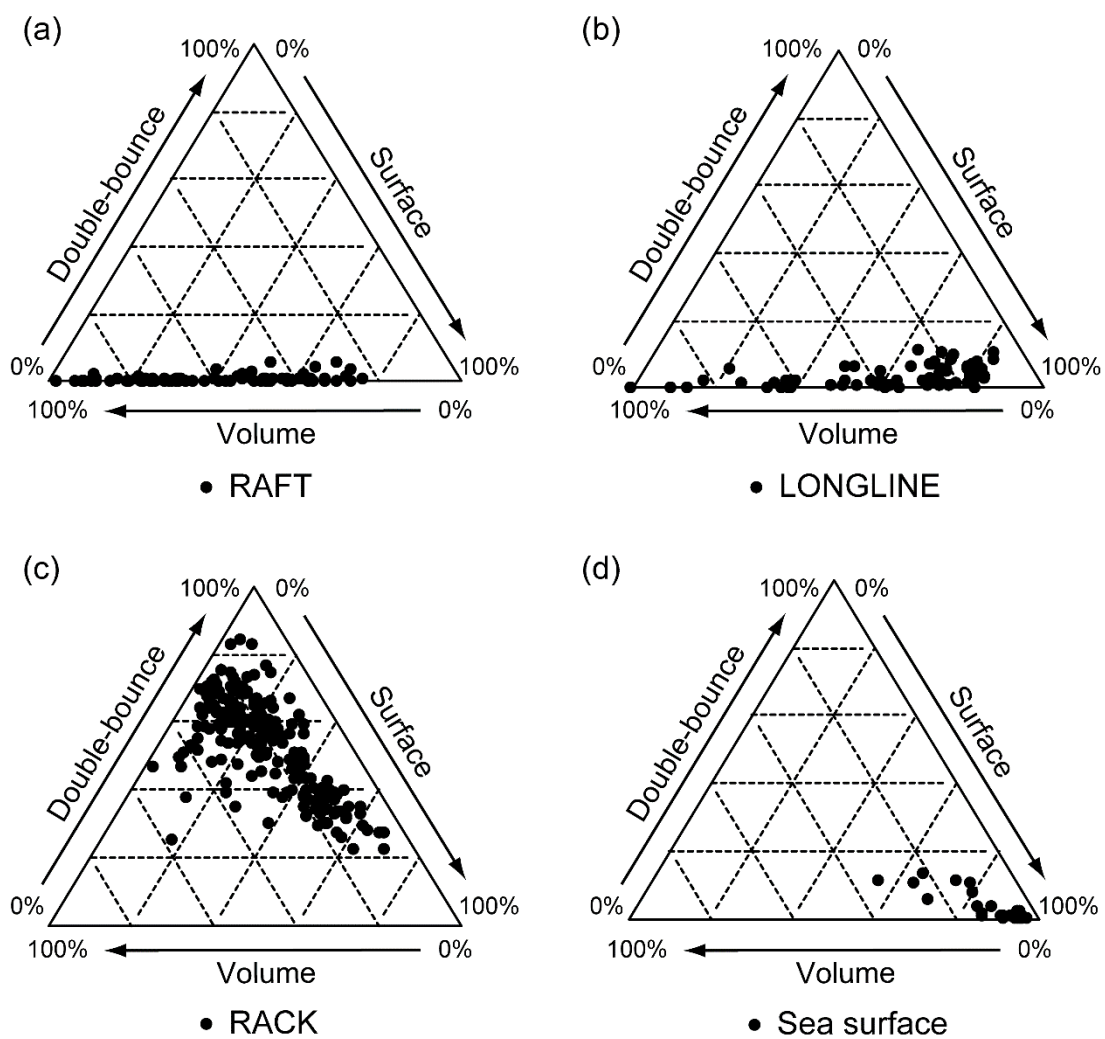 (a)
100% 0%
Double-bounce
Surface
0%
100%
100%
0%
Volume
● RAFT
(b)
100% 0%
Double-bounce
Surface
0%
100%
100%
0%
Volume
● LONGLINE
(c)
100% 0%
Double-bounce
Surface
0%
100%
100%
0%
Volume
● RACK
(d)
100% 0%
Double-bounce
Surface
0%
100%
100%
0%
Volume
● Sea surface